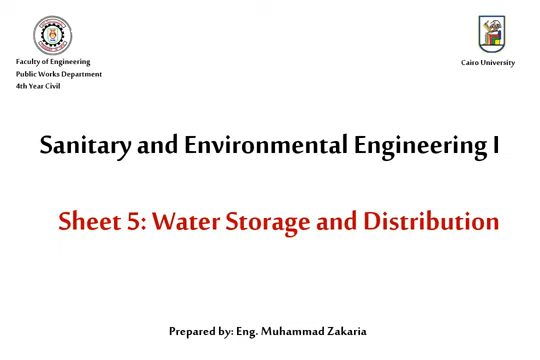 Faculty of Engineering
Public Works Department
4th Year Civil
Cairo University
Sanitary and Environmental Engineering I
Sheet 5: Water Storage and Distribution
Prepared by: Eng. Muhammad Zakaria